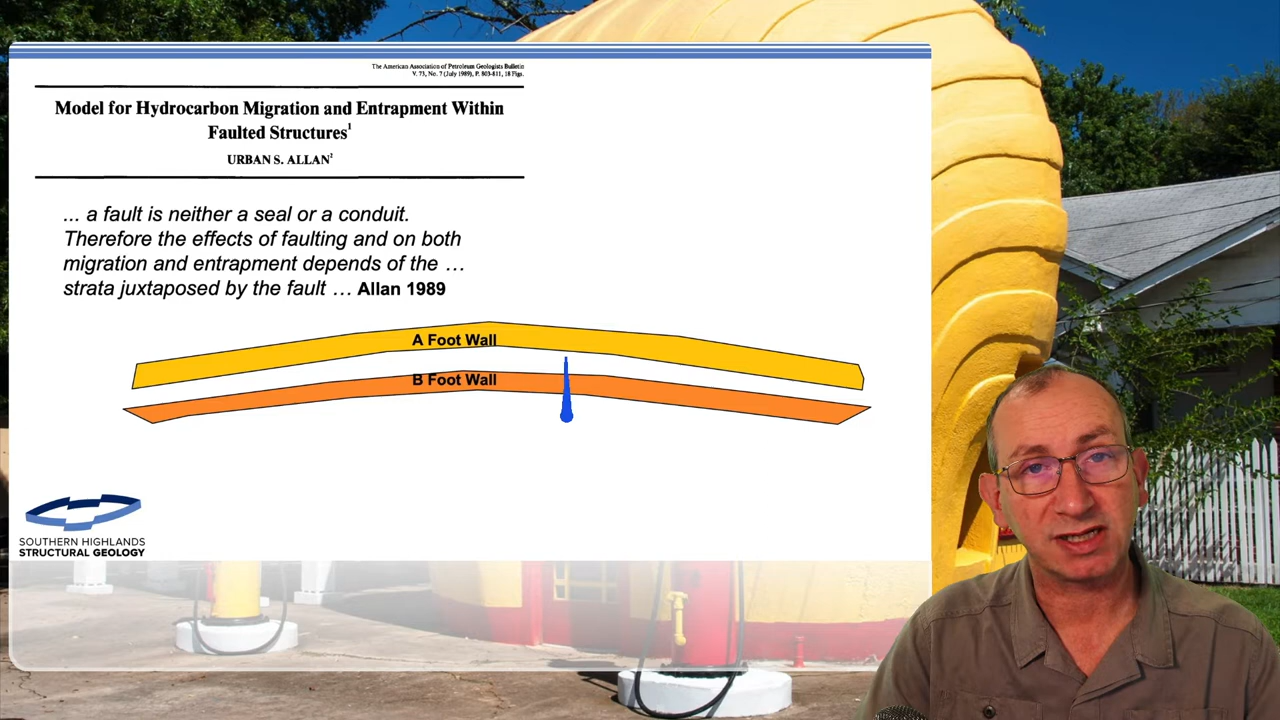 The American Association of Petroleum Geologists Bulletin
V. 73, No. 7 (July 1989), P. 803-811, 18 Figs.
Model for Hydrocarbon Migration and Entrapment Within
Faulted Structures¹
URBAN S. ALLAN²
... a fault is neither a seal or a conduit.
Therefore the effects of faulting and on both
migration and entrapment depends of the …
strata juxtaposed by the fault … Allan 1989
A Foot Wall
B Foot Wall
SOUTHERN HIGHLANDS
STRUCTURAL GEOLOGY